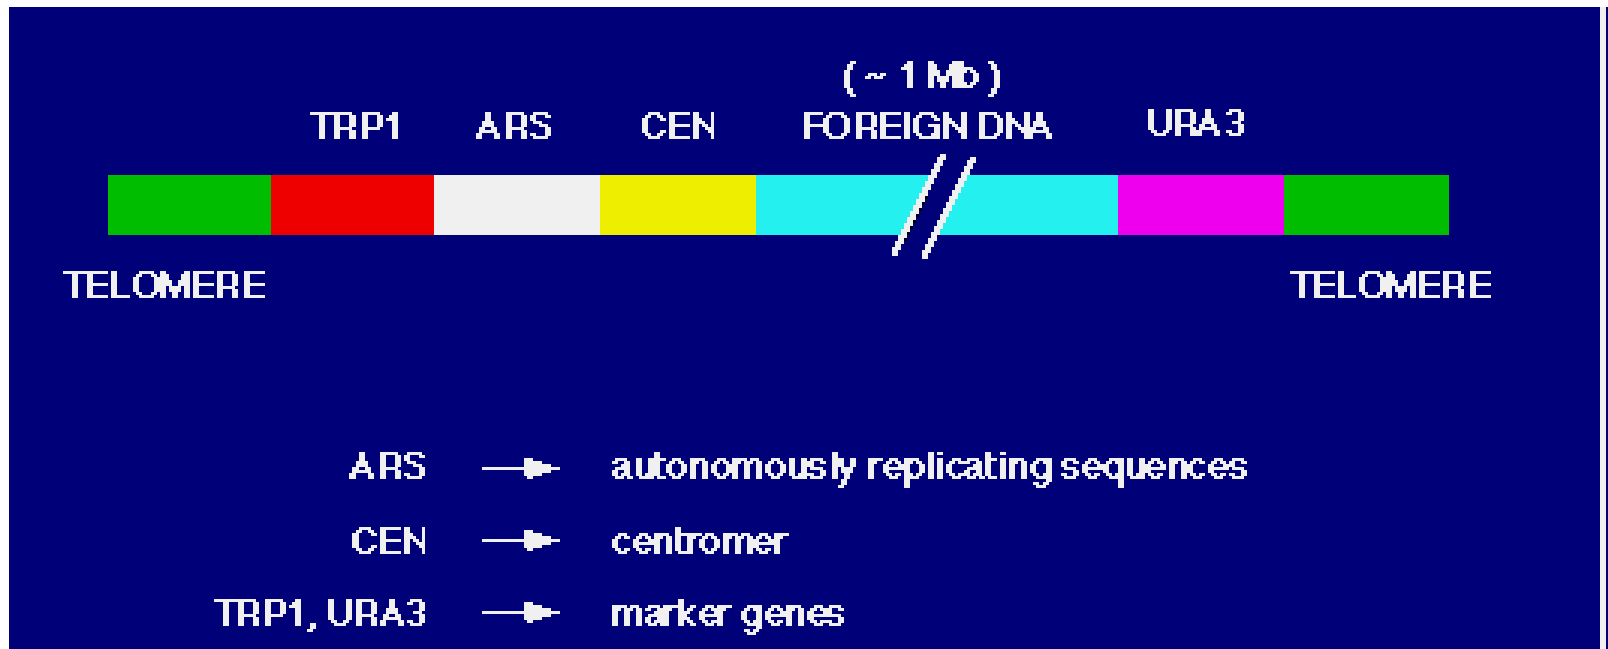 ( ~ 1 Mb )
TRP1 ARS CEN FOREIGN DNA URA3
TELOMERE TELOMERE
ARS → autonomously replicating sequences
CEN → centromer
TRP1, URA3 → marker genes